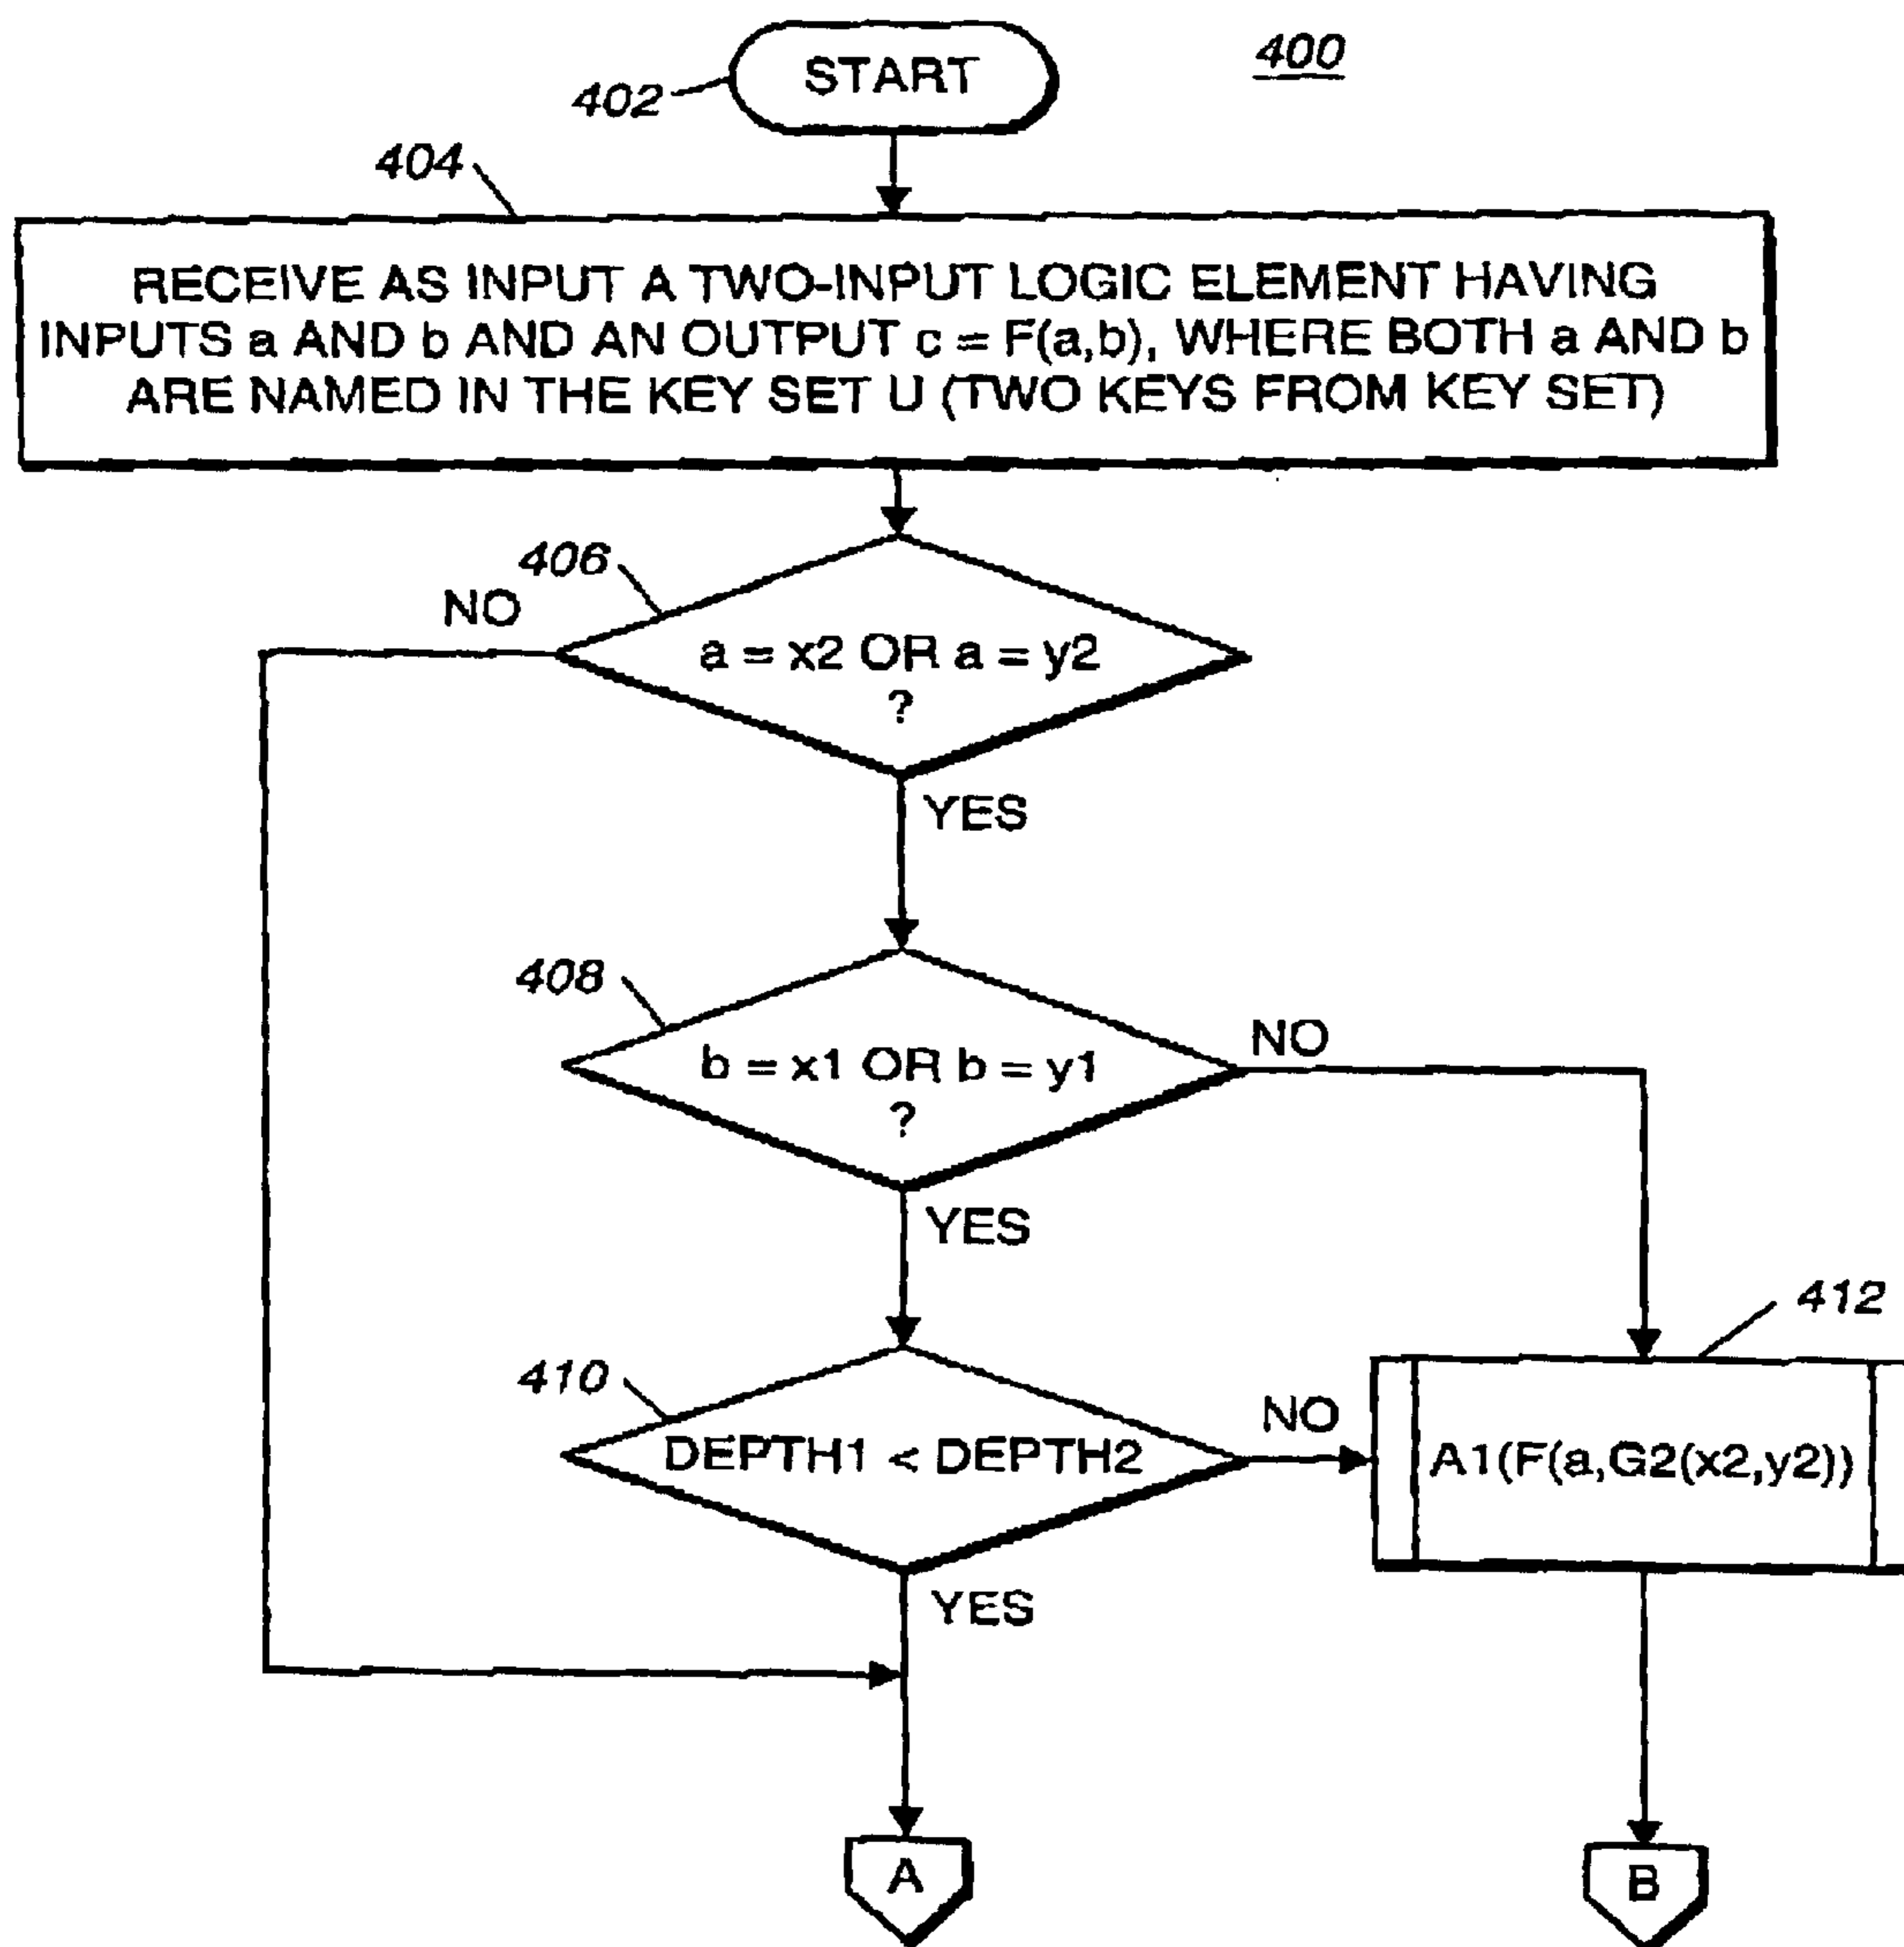 START
400
402
404
RECEIVE AS INPUT A TWO-INPUT LOGIC ELEMENT HAVING
INPUTS a AND b AND AN OUTPUT c = F(a,b), WHERE BOTH a AND b
ARE NAMED IN THE KEY SET U (TWO KEYS FROM KEY SET)
406
NO
a = x2 OR a = y2
?
YES
408
NO
b = x1 OR b = y1
?
YES
412
410
NO
DEPTH1 < DEPTH2
A1(F(a,G2(x2,y2))
YES
A
B